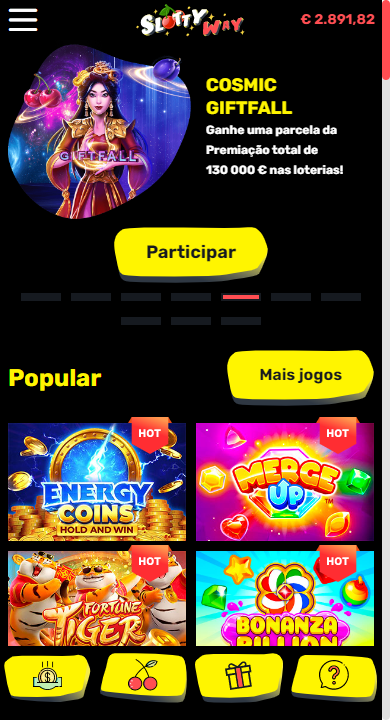 SLOTTY WAY
€ 2.891,82
GIFTFALL
COSMIC
GIFTFALL
Ganhe uma parcela da
Premiação total de
130 000 € nas loterias!
Participar
Popular
Mais jogos
HOT
HOT
ENERGY
COINS
HOLD AND WIN
MERGE
UP
TM
HOT
HOT
FORTUNE
TIGER
BONANZA
BILLION
$
?